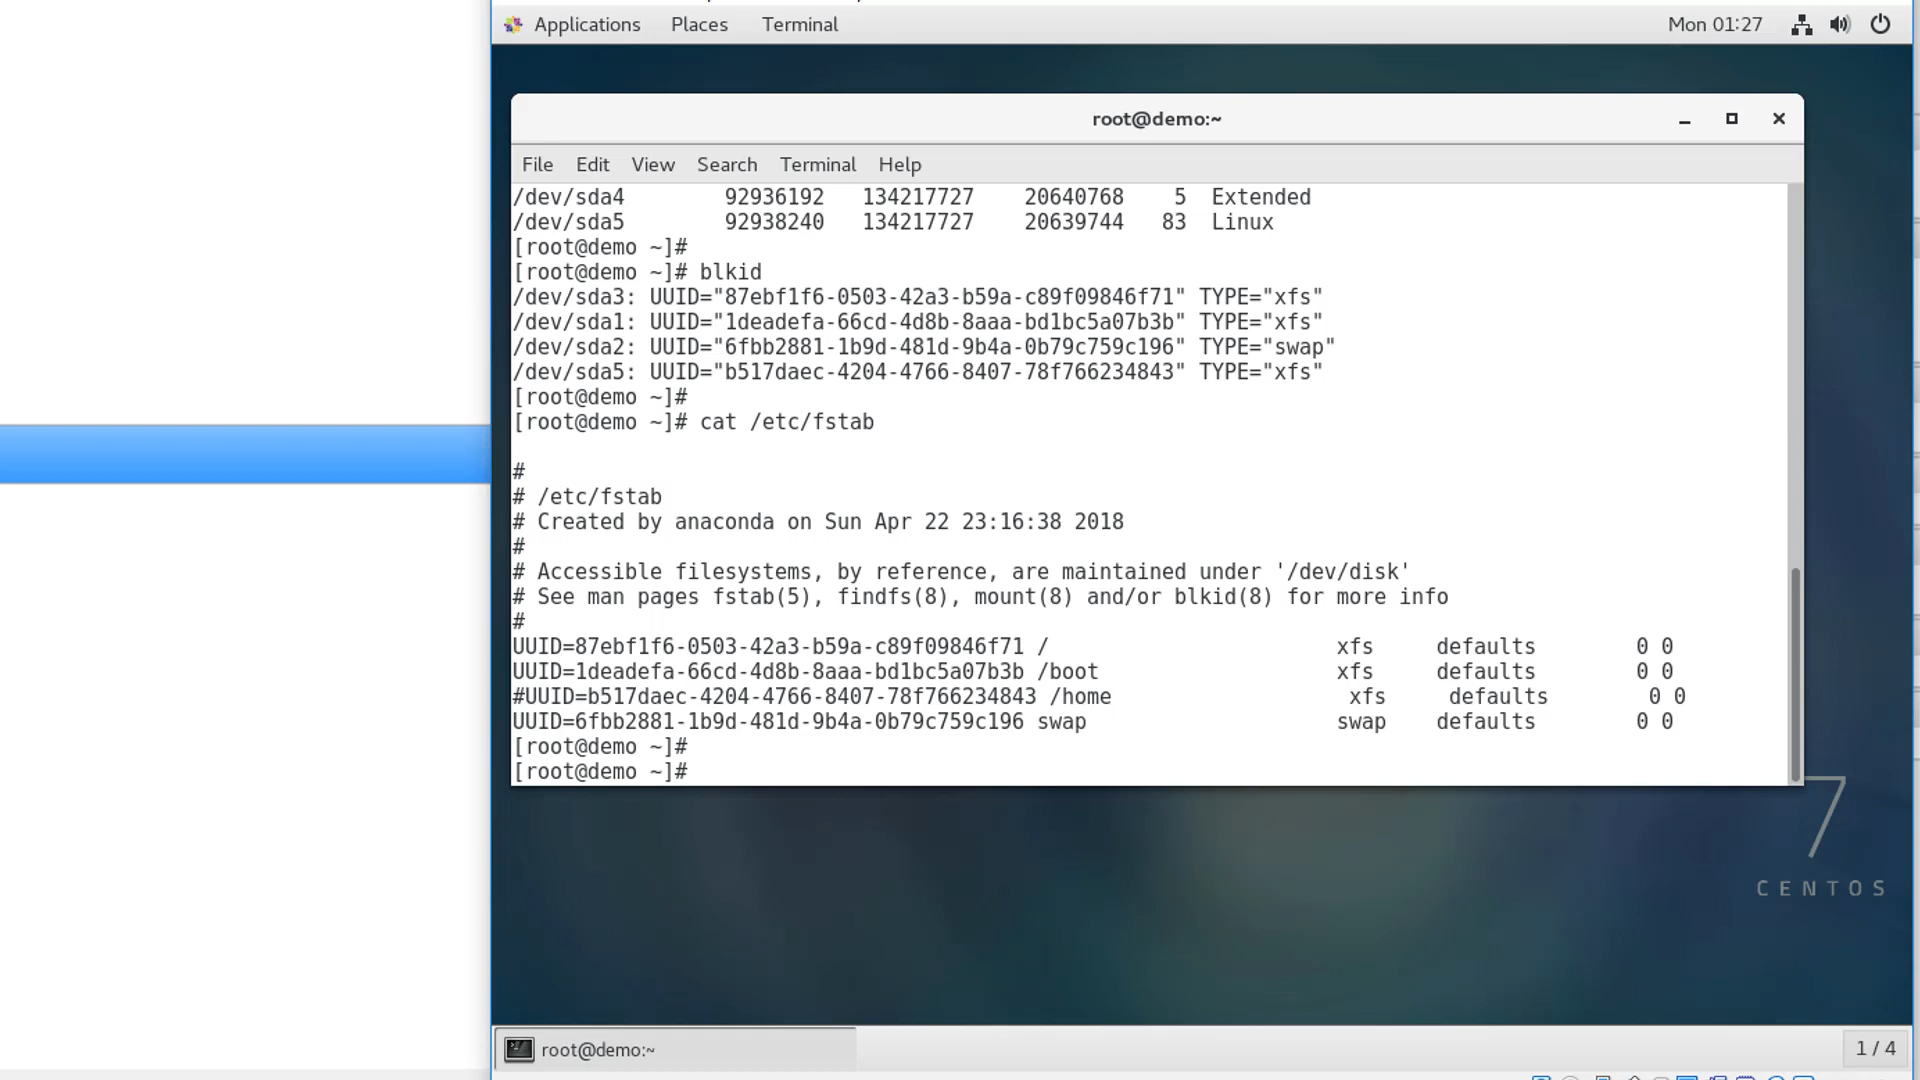 Applications Places Terminal Mon 01:27
root@demo:~
File Edit View Search Terminal Help
/dev/sda4 92936192 134217727 20640768 5 Extended
/dev/sda5 92938240 134217727 20639744 83 Linux
[root@demo ~]#
[root@demo ~]# blkid
/dev/sda3: UUID="87ebf1f6-0503-42a3-b59a-c89f09846f71" TYPE="xfs"
/dev/sda1: UUID="1deadefa-66cd-4d8b-8aaa-bd1bc5a07b3b" TYPE="xfs"
/dev/sda2: UUID="6fbb2881-1b9d-481d-9b4a-0b79c759c196" TYPE="swap"
/dev/sda5: UUID="b517daec-4204-4766-8407-78f766234843" TYPE="xfs"
[root@demo ~]#
[root@demo ~]# cat /etc/fstab
#
# /etc/fstab
# Created by anaconda on Sun Apr 22 23:16:38 2018
#
# Accessible filesystems, by reference, are maintained under '/dev/disk'
# See man pages fstab(5), findfs(8), mount(8) and/or blkid(8) for more info
#
UUID=87ebf1f6-0503-42a3-b59a-c89f09846f71 / xfs defaults 0 0
UUID=1deadefa-66cd-4d8b-8aaa-bd1bc5a07b3b /boot xfs defaults 0 0
#UUID=b517daec-4204-4766-8407-78f766234843 /home xfs defaults 0 0
UUID=6fbb2881-1b9d-481d-9b4a-0b79c759c196 swap swap defaults 0 0
[root@demo ~]#
[root@demo ~]#
7
CENTOS
root@demo:~ 1 / 4